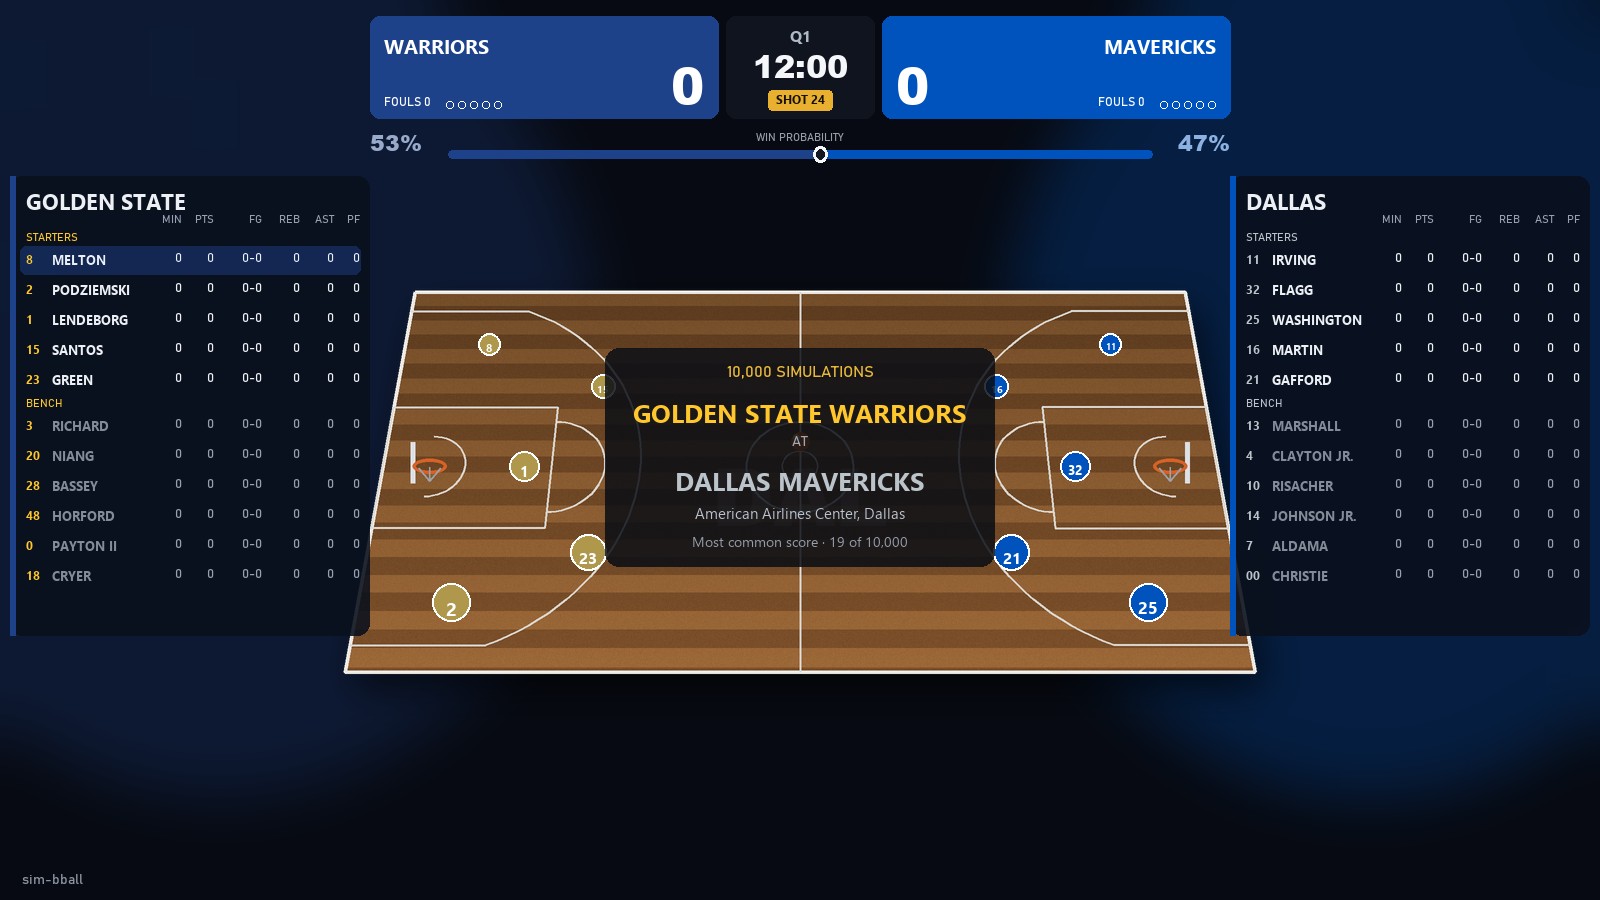 WARRIORS
0
FOULS 0
Q1
12:00
SHOT 24
MAVERICKS
0
FOULS 0
53%
WIN PROBABILITY
47%
GOLDEN STATE
MIN PTS FG REB AST PF
STARTERS
8 MELTON 0 0 0-0 0 0 0
2 PODZIEMSKI 0 0 0-0 0 0 0
1 LENDEBORG 0 0 0-0 0 0 0
15 SANTOS 0 0 0-0 0 0 0
23 GREEN 0 0 0-0 0 0 0
BENCH
3 RICHARD 0 0 0-0 0 0 0
20 NIANG 0 0 0-0 0 0 0
28 BASSEY 0 0 0-0 0 0 0
48 HORFORD 0 0 0-0 0 0 0
0 PAYTON II 0 0 0-0 0 0 0
18 CRYER 0 0 0-0 0 0 0
8
15
1
23
2
10,000 SIMULATIONS
GOLDEN STATE WARRIORS
AT
DALLAS MAVERICKS
American Airlines Center, Dallas
Most common score · 19 of 10,000
11
16
32
21
25
DALLAS
MIN PTS FG REB AST PF
STARTERS
11 IRVING 0 0 0-0 0 0 0
32 FLAGG 0 0 0-0 0 0 0
25 WASHINGTON 0 0 0-0 0 0 0
16 MARTIN 0 0 0-0 0 0 0
21 GAFFORD 0 0 0-0 0 0 0
BENCH
13 MARSHALL 0 0 0-0 0 0 0
4 CLAYTON JR. 0 0 0-0 0 0 0
10 RISACHER 0 0 0-0 0 0 0
14 JOHNSON JR. 0 0 0-0 0 0 0
7 ALDAMA 0 0 0-0 0 0 0
00 CHRISTIE 0 0 0-0 0 0 0
sim-bball